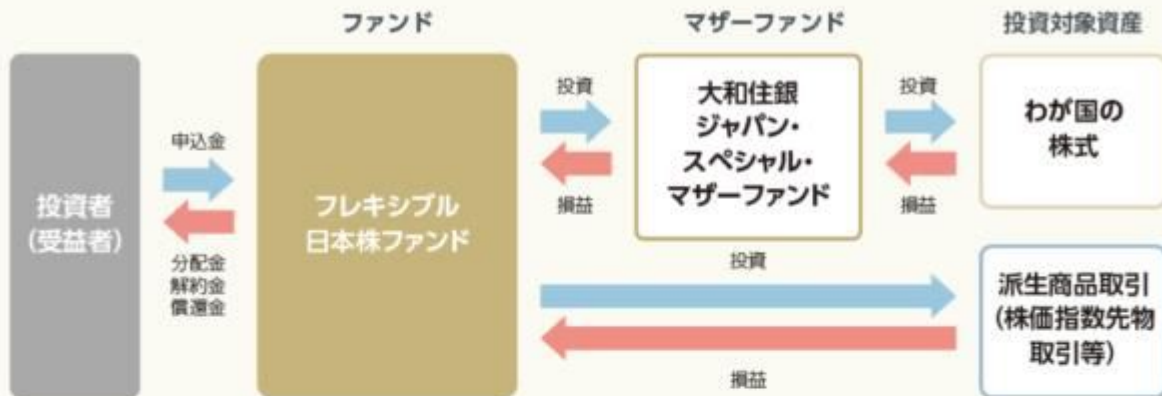 ファンド
マザーファンド
投資対象資産
投資者
(受益者)
申込金
分配金
解約金
償還金
フレキシブル
日本株ファンド
投資
損益
大和住銀
ジャパン・
スペシャル・
マザーファンド
投資
損益
わが国の
株式
投資
損益
派生商品取引
(株価指数先物
取引等)